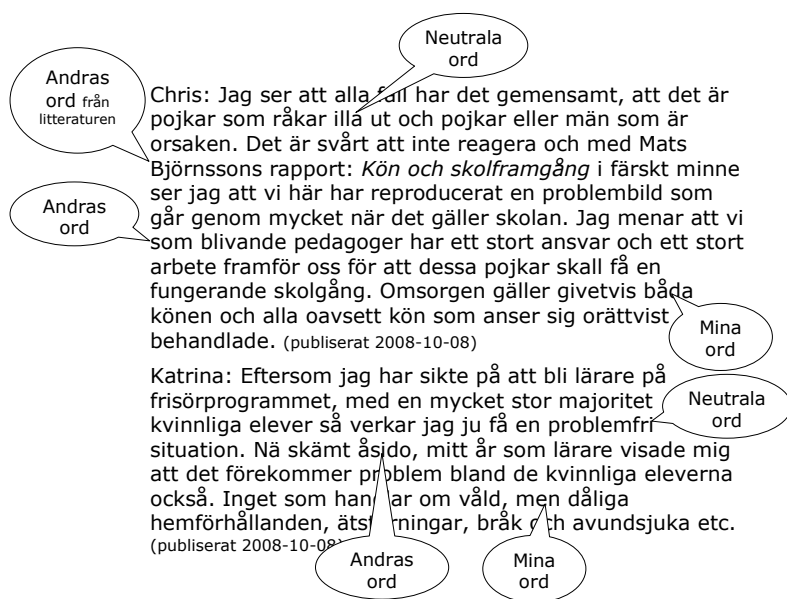 Neutrala
ord
Andras
ord från
litteraturen
Chris: Jag ser att alla fall har det gemensamt, att det är
pojkar som råkar illa ut och pojkar eller män som är
orsaken. Det är svårt att inte reagera och med Mats
Björnssons rapport: Kön och skolframgång i färskt minne
ser jag att vi här har reproducerat en problembild som
går genom mycket när det gäller skolan. Jag menar att vi
som blivande pedagoger har ett stort ansvar och ett stort
arbete framför oss för att dessa pojkar skall få en
fungerande skolgång. Omsorgen gäller givetvis båda
könen och alla oavsett kön som anser sig orättvist
behandlade. (publiserat 2008-10-08)
Andras
ord
Mina
ord
Katrina: Eftersom jag har sikte på att bli lärare på
frisörprogrammet, med en mycket stor majoritet
kvinnliga elever så verkar jag ju få en problemfri
situation. Nä skämt åsido, mitt år som lärare visade mig
att det förekommer problem bland de kvinnliga eleverna
också. Inget som handlar om våld, men dåliga
hemförhållanden, ätstörningar, bråk och avundsjuka etc.
(publiserat 2008-10-08)
Neutrala
ord
Andras
ord
Mina
ord